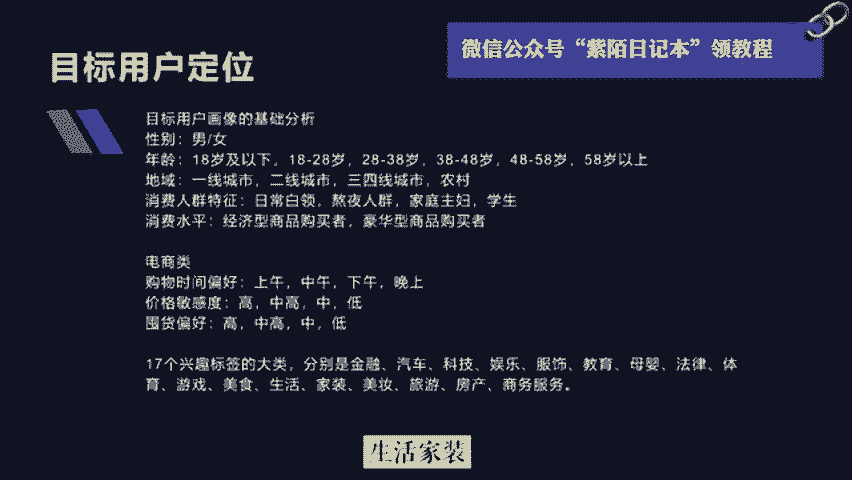 微信公众号“紫陌日记本”领教程
目标用户定位
目标用户画像的基础分析
性别：男/女
年龄：18岁及以下，18-28岁，28-38岁，38-48岁，48-58岁，58岁以上
地域：一线城市，二线城市，三四线城市，农村
消费人群特征：日常白领，熬夜人群，家庭主妇，学生
消费水平：经济型商品购买者，豪华型商品购买者
电商类
购物时间偏好：上午，中午，下午，晚上
价格敏感度：高，中高，中，低
囤货偏好：高，中高，中，低
17个兴趣标签的大类，分别是金融、汽车、科技、娱乐、服饰、教育、母婴、法律、体
育、游戏、美食、生活、家装、美妆、旅游、房产、商务服务。
生活家装